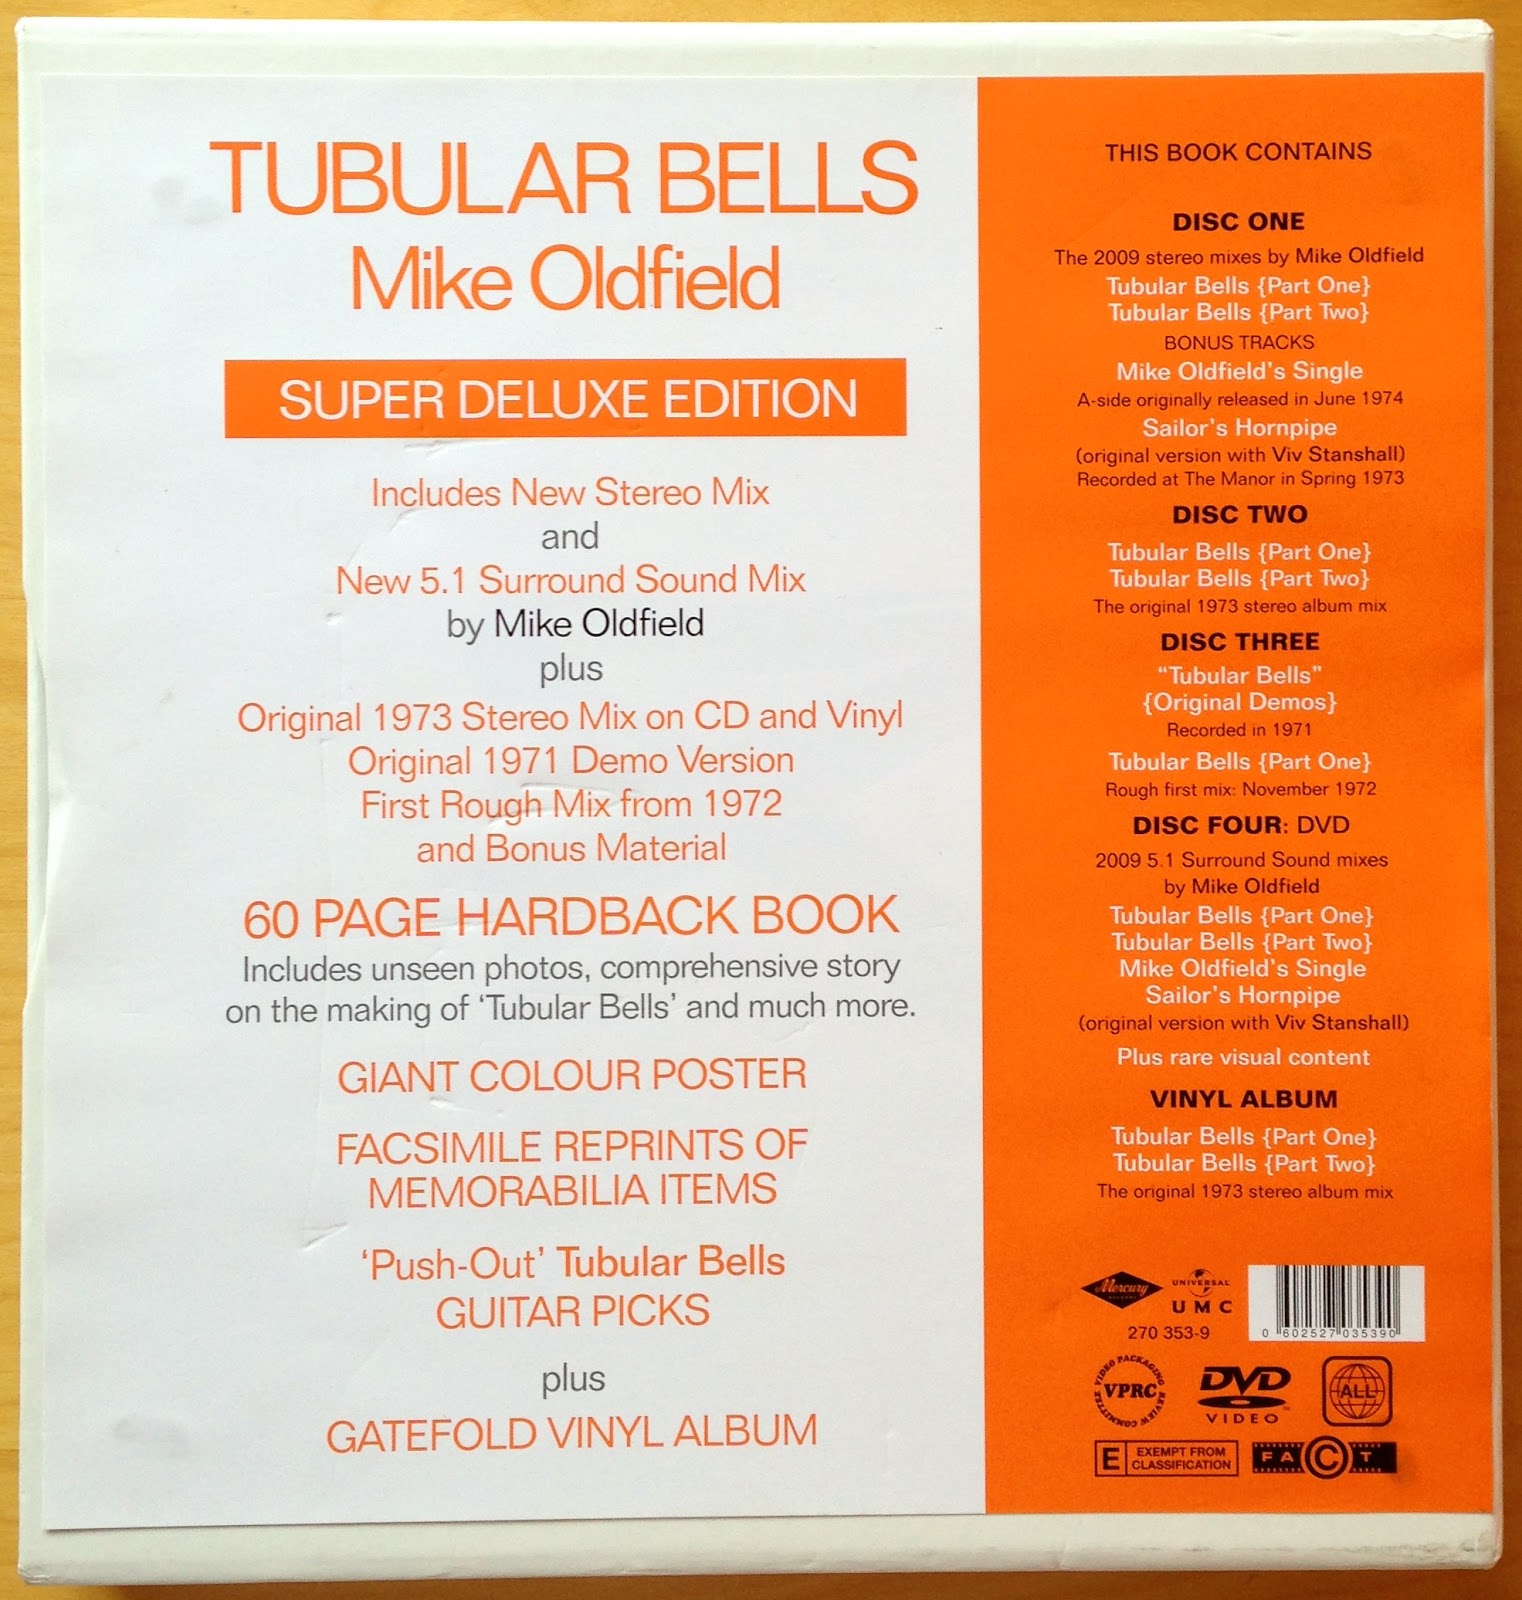 TUBULAR BELLS
Mike Oldfield
SUPER DELUXE EDITION
Includes New Stereo Mix
and
New 5.1 Surround Sound Mix
by Mike Oldfield
plus
Original 1973 Stereo Mix on CD and Vinyl
Original 1971 Demo Version
First Rough Mix from 1972
and Bonus Material
60 PAGE HARDBACK BOOK
Includes unseen photos, comprehensive story
on the making of ‘Tubular Bells’ and much more.
GIANT COLOUR POSTER
FACSIMILE REPRINTS OF
MEMORABILIA ITEMS
‘Push-Out’ Tubular Bells
GUITAR PICKS
plus
GATEFOLD VINYL ALBUM
THIS BOOK CONTAINS
DISC ONE
The 2009 stereo mixes by Mike Oldfield
Tubular Bells {Part One}
Tubular Bells {Part Two}
BONUS TRACKS
Mike Oldfield's Single
A-side originally released in June 1974
Sailor's Hornpipe
(original version with Viv Stanshall)
Recorded at The Manor in Spring 1973
DISC TWO
Tubular Bells {Part One}
Tubular Bells {Part Two}
The original 1973 stereo album mix
DISC THREE
“Tubular Bells”
{Original Demos}
Recorded in 1971
Tubular Bells {Part One}
Rough first mix: November 1972
DISC FOUR: DVD
2009 5.1 Surround Sound mixes
by Mike Oldfield
Tubular Bells {Part One}
Tubular Bells {Part Two}
Mike Oldfield's Single
Sailor's Hornpipe
(original version with Viv Stanshall)
Plus rare visual content
VINYL ALBUM
Tubular Bells {Part One}
Tubular Bells {Part Two}
The original 1973 stereo album mix
Mercury
UNIVERSAL
UMC
270 353-9
0 602527 035390
VIDEO PACKAGING REVIEW COMMITTEE
VPRC
DVD
VIDEO
ALL
E EXEMPT FROM
CLASSIFICATION
FACT